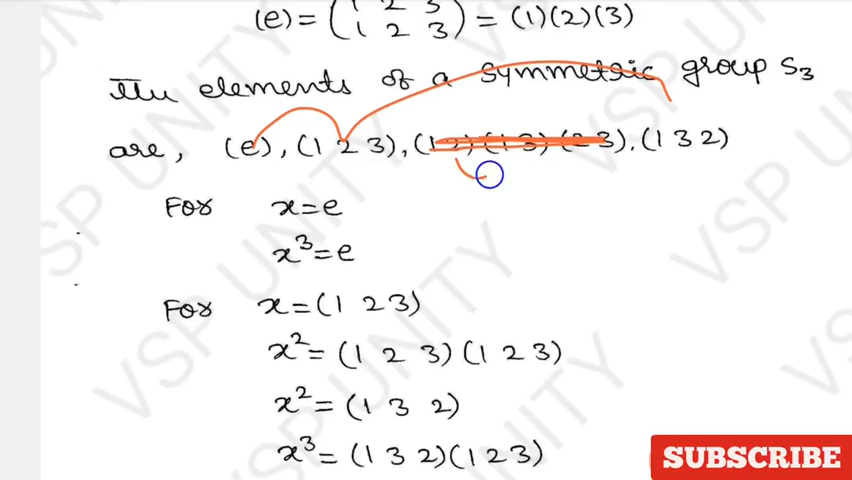 (e) = (1 2 3 / 1 2 3) = (1)(2)(3)
The elements of a symmetric group S3
are, (e), (1 2 3), (1 2) (1 3) (2 3), (1 3 2)
For x = e
x³ = e
For x = (1 2 3)
x² = (1 2 3) (1 2 3)
x² = (1 3 2)
x³ = (1 3 2)(1 2 3)
SUBSCRIBE
VSP UNITY